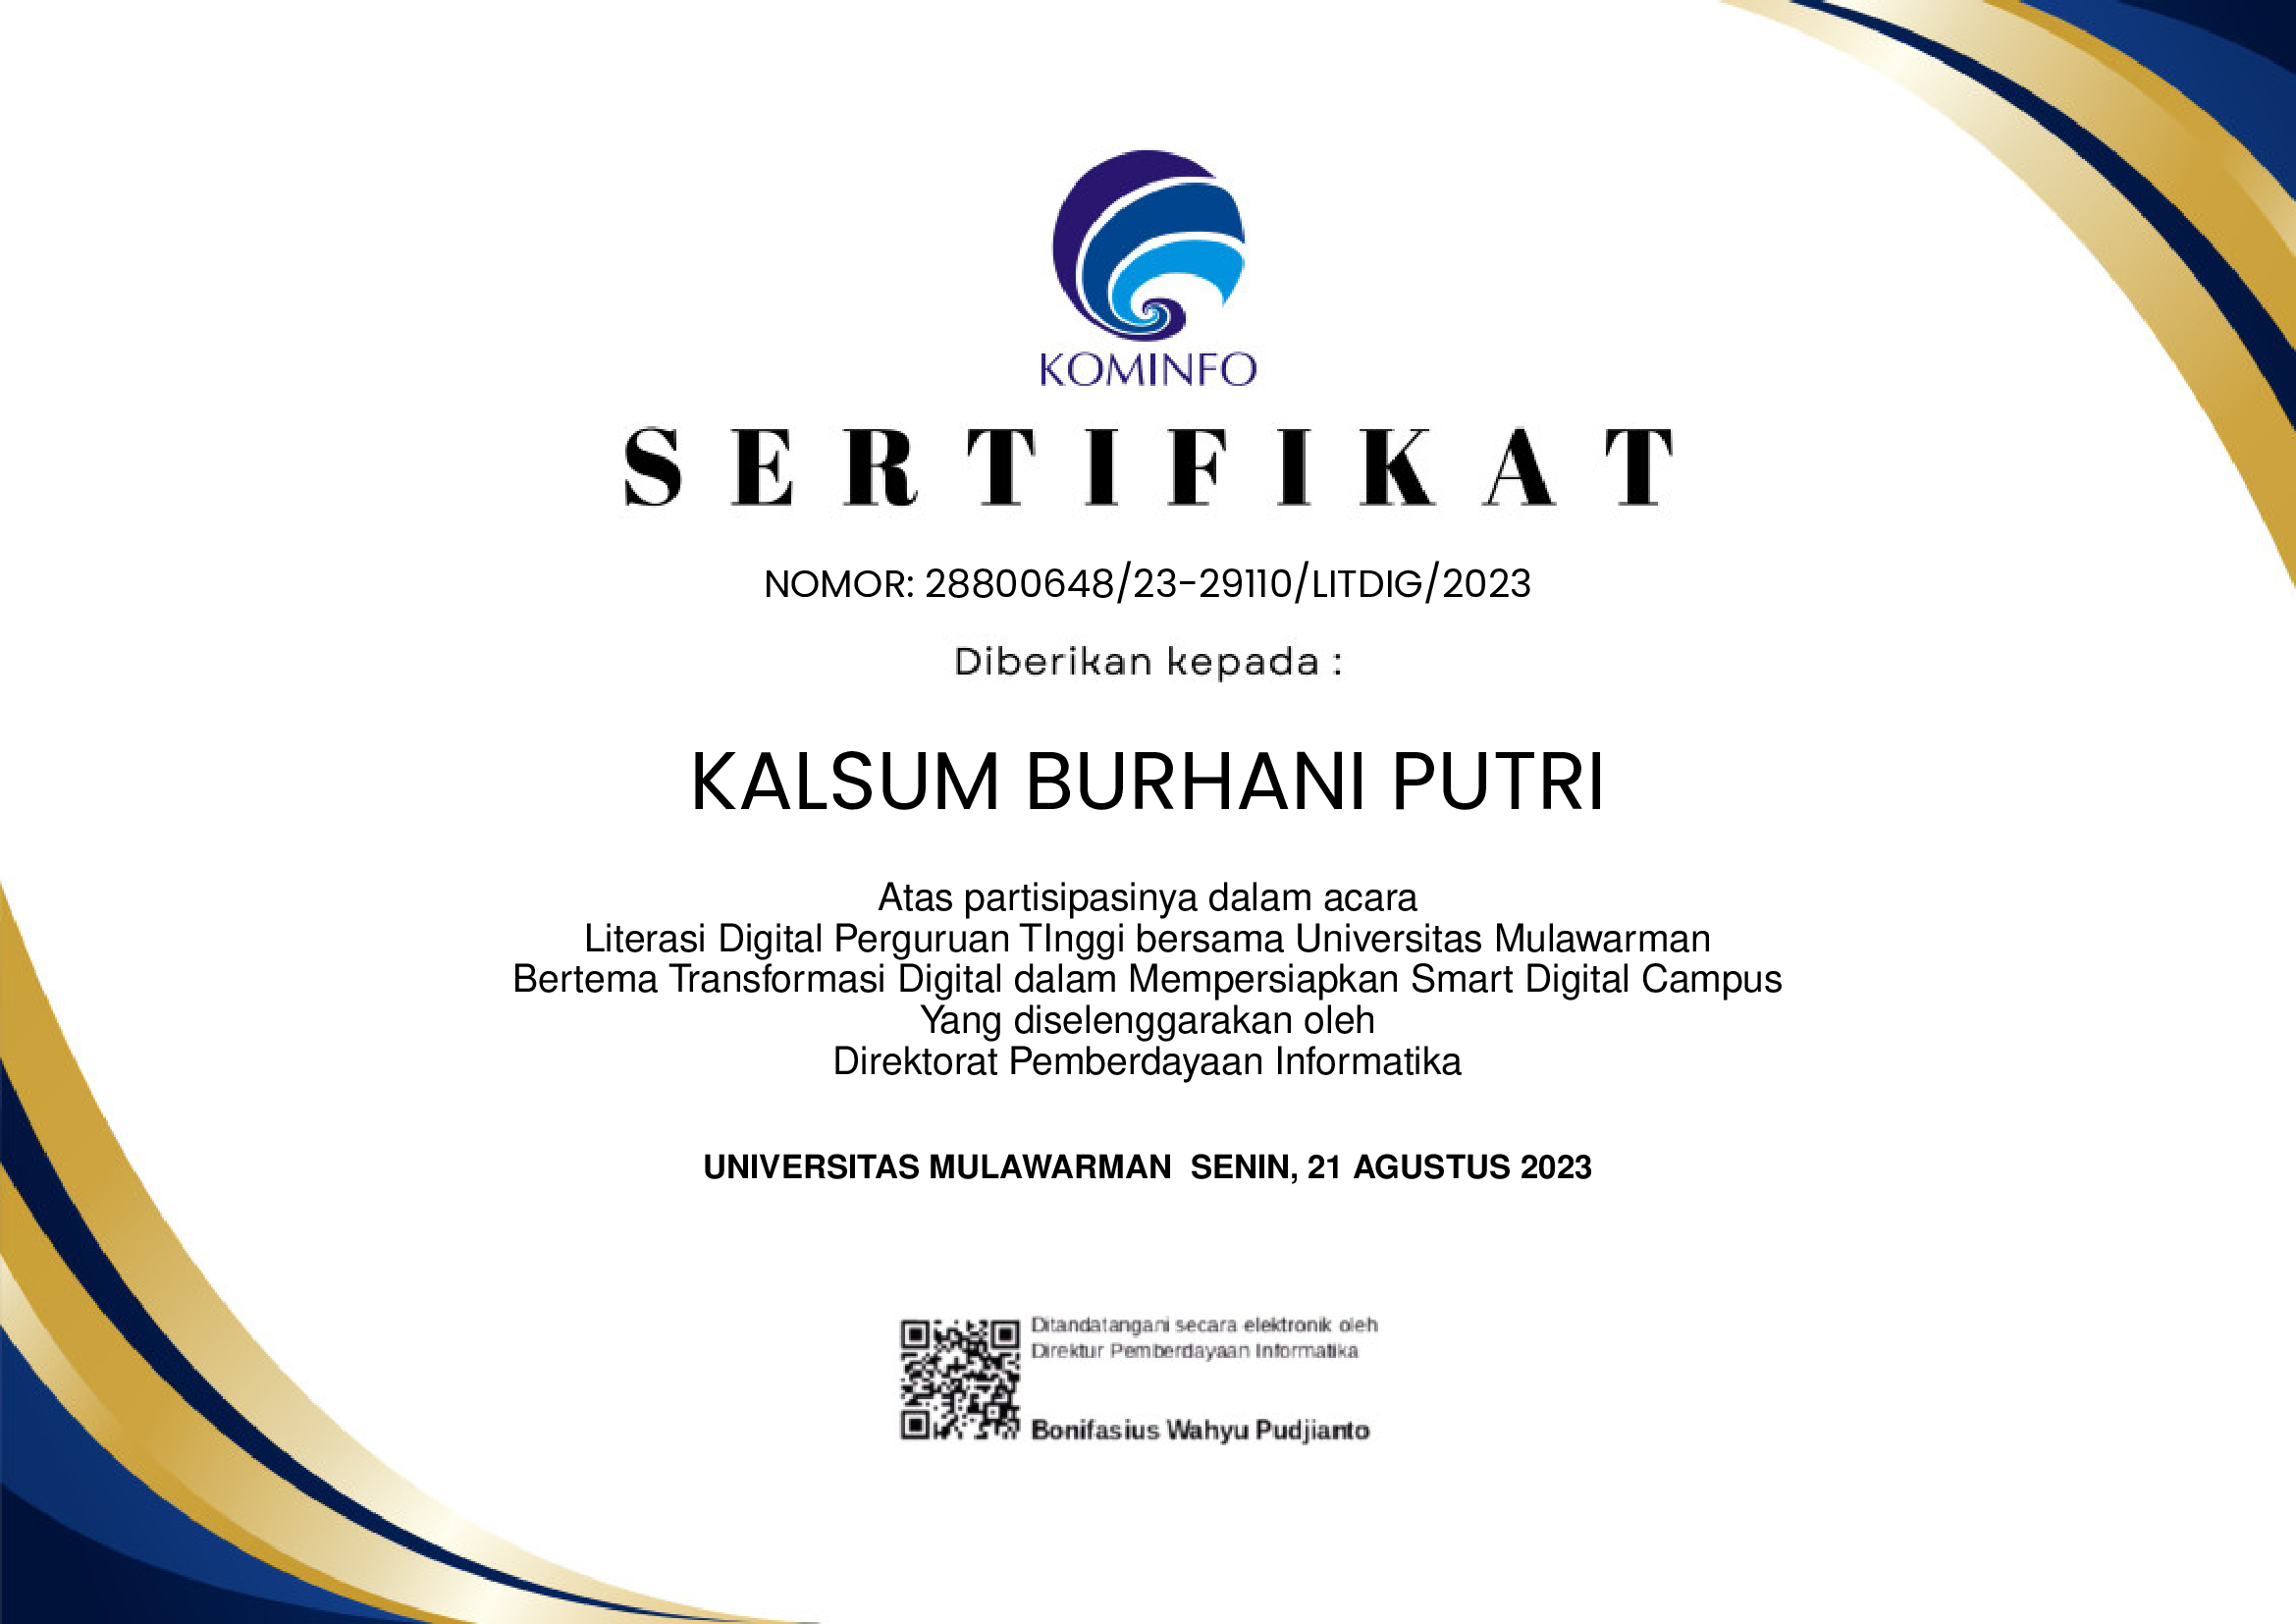 KOMINFO
SERTIFIKAT
NOMOR: 28800648/23-29110/LITDIG/2023
Diberikan kepada :
KALSUM BURHANI PUTRI
Atas partisipasinya dalam acara
Literasi Digital Perguruan TInggi bersama Universitas Mulawarman
Bertema Transformasi Digital dalam Mempersiapkan Smart Digital Campus
Yang diselenggarakan oleh
Direktorat Pemberdayaan Informatika
UNIVERSITAS MULAWARMAN  SENIN, 21 AGUSTUS 2023
Ditandatangani secara elektronik oleh
Direktur Pemberdayaan Informatika
Bonifasius Wahyu Pudjianto